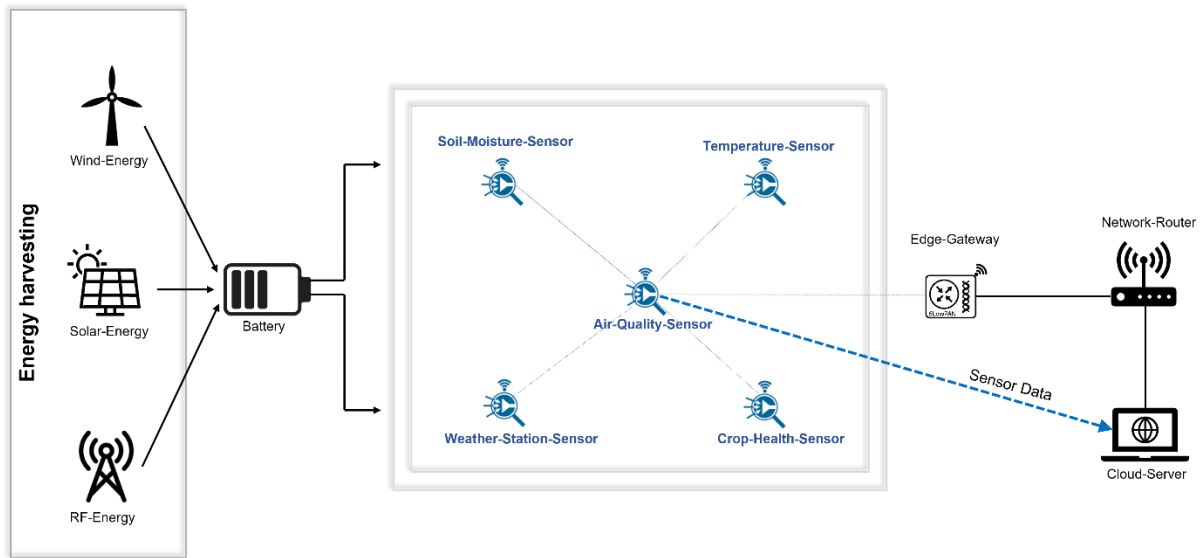 Energy harvesting
Wind-Energy
Solar-Energy
RF-Energy
Battery
Soil-Moisture-Sensor
Temperature-Sensor
Air-Quality-Sensor
Weather-Station-Sensor
Crop-Health-Sensor
Edge-Gateway
6LowPAN
Network-Router
Sensor Data
Cloud-Server